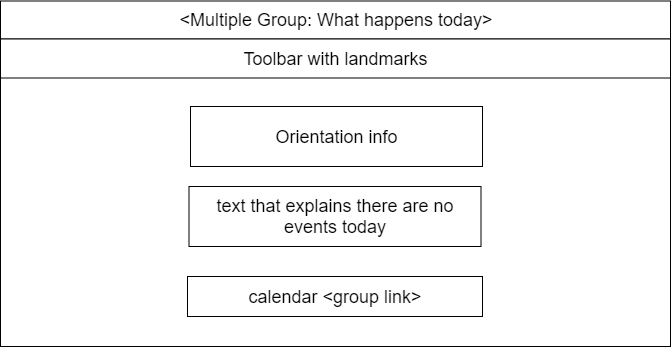 <Multiple Group: What happens today>
Toolbar with landmarks
Orientation info
text that explains there are no
events today
calendar <group link>